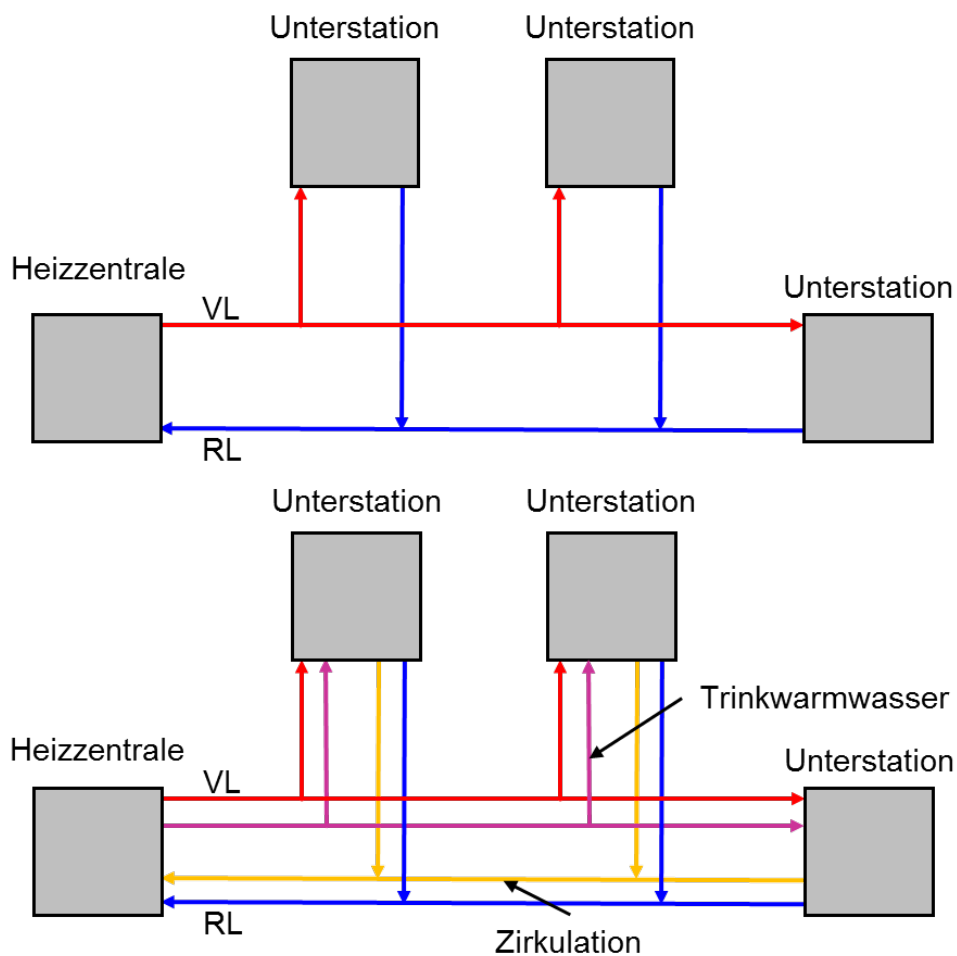 Unterstation
Unterstation
Heizzentrale
Unterstation
VL
RL
Unterstation
Unterstation
Trinkwarmwasser
Heizzentrale
Unterstation
VL
RL
Zirkulation